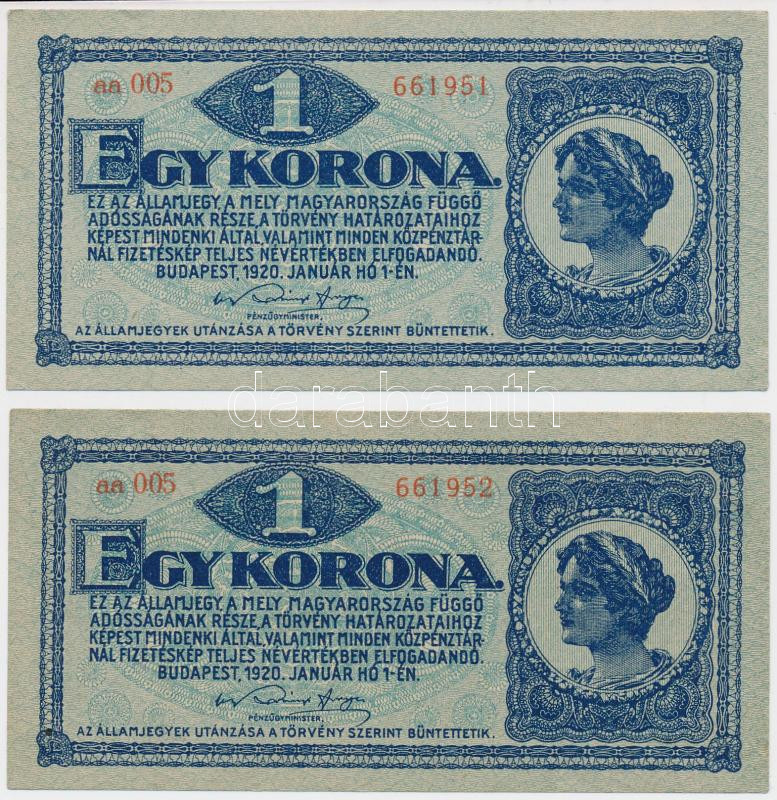 aa 005 1 661951
EGY KORONA.
EZ AZ ÁLLAMJEGY, A MELY MAGYARORSZÁG FÜGGŐ
ADÓSSÁGÁNAK RÉSZE, A TÖRVÉNY HATÁROZATAIHOZ
KÉPEST MINDENKI ÁLTAL, VALAMINT MINDEN KÖZPÉNZTÁR-
NÁL FIZETÉSKÉP TELJES NÉVÉRTÉKBEN ELFOGADANDÓ.
BUDAPEST, 1920. JANUÁR HÓ 1-ÉN.
PÉNZÜGYMINISTER.
AZ ÁLLAMJEGYEK UTÁNZÁSA A TÖRVÉNY SZERINT BÜNTETTETIK.
darabanth
aa 005 1 661952
EGY KORONA.
EZ AZ ÁLLAMJEGY, A MELY MAGYARORSZÁG FÜGGŐ
ADÓSSÁGÁNAK RÉSZE, A TÖRVÉNY HATÁROZATAIHOZ
KÉPEST MINDENKI ÁLTAL, VALAMINT MINDEN KÖZPÉNZTÁR-
NÁL FIZETÉSKÉP TELJES NÉVÉRTÉKBEN ELFOGADANDÓ.
BUDAPEST, 1920. JANUÁR HÓ 1-ÉN.
PÉNZÜGYMINISTER.
AZ ÁLLAMJEGYEK UTÁNZÁSA A TÖRVÉNY SZERINT BÜNTETTETIK.